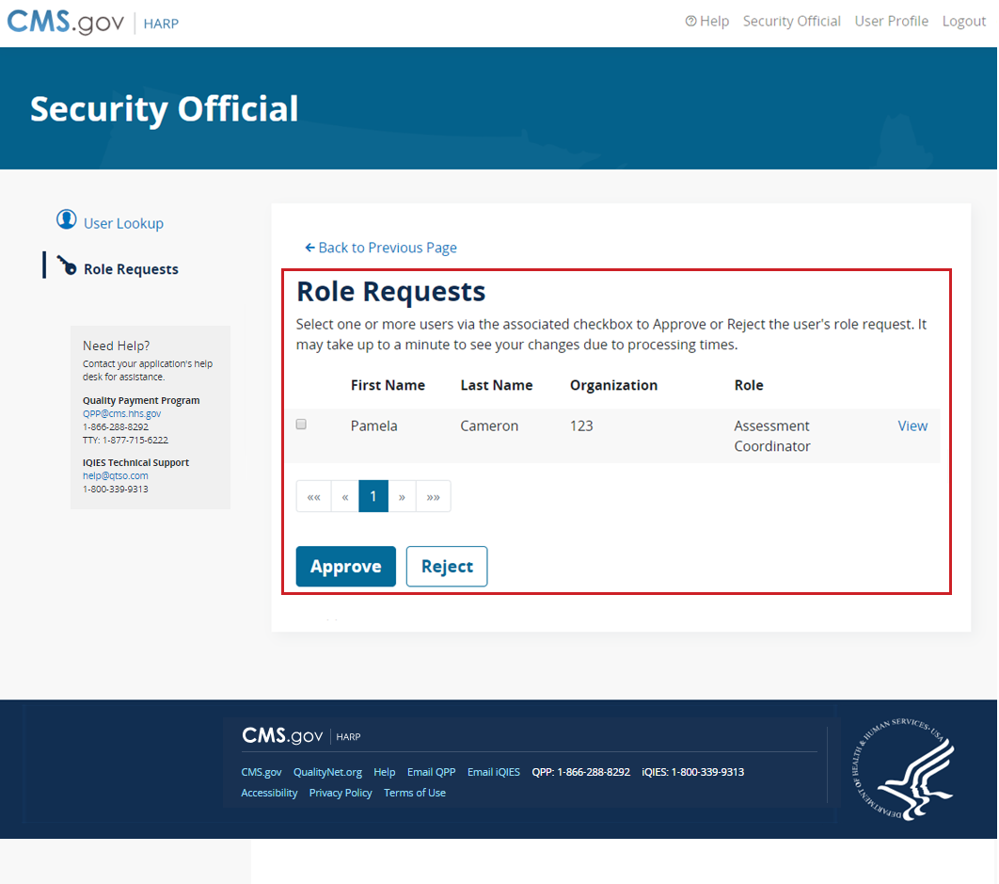 CMS.gov | HARP
Help Security Official User Profile Logout
Security Official
User Lookup
Role Requests
Need Help?
Contact your application's help
desk for assistance.
Quality Payment Program
QPP@cms.hhs.gov
1-866-288-8292
TTY: 1-877-715-6222
IQIES Technical Support
help@qtso.com
1-800-339-9313
Back to Previous Page
Role Requests
Select one or more users via the associated checkbox to Approve or Reject the user's role request. It
may take up to a minute to see your changes due to processing times.
First Name Last Name Organization Role
Pamela Cameron 123 Assessment View
Coordinator
«« « 1 » »»
Approve Reject
CMS.gov | HARP
CMS.gov QualityNet.org Help Email QPP Email iQIES QPP: 1-866-288-8292 iQIES: 1-800-339-9313
Accessibility Privacy Policy Terms of Use
DEPARTMENT OF HEALTH & HUMAN SERVICES · USA